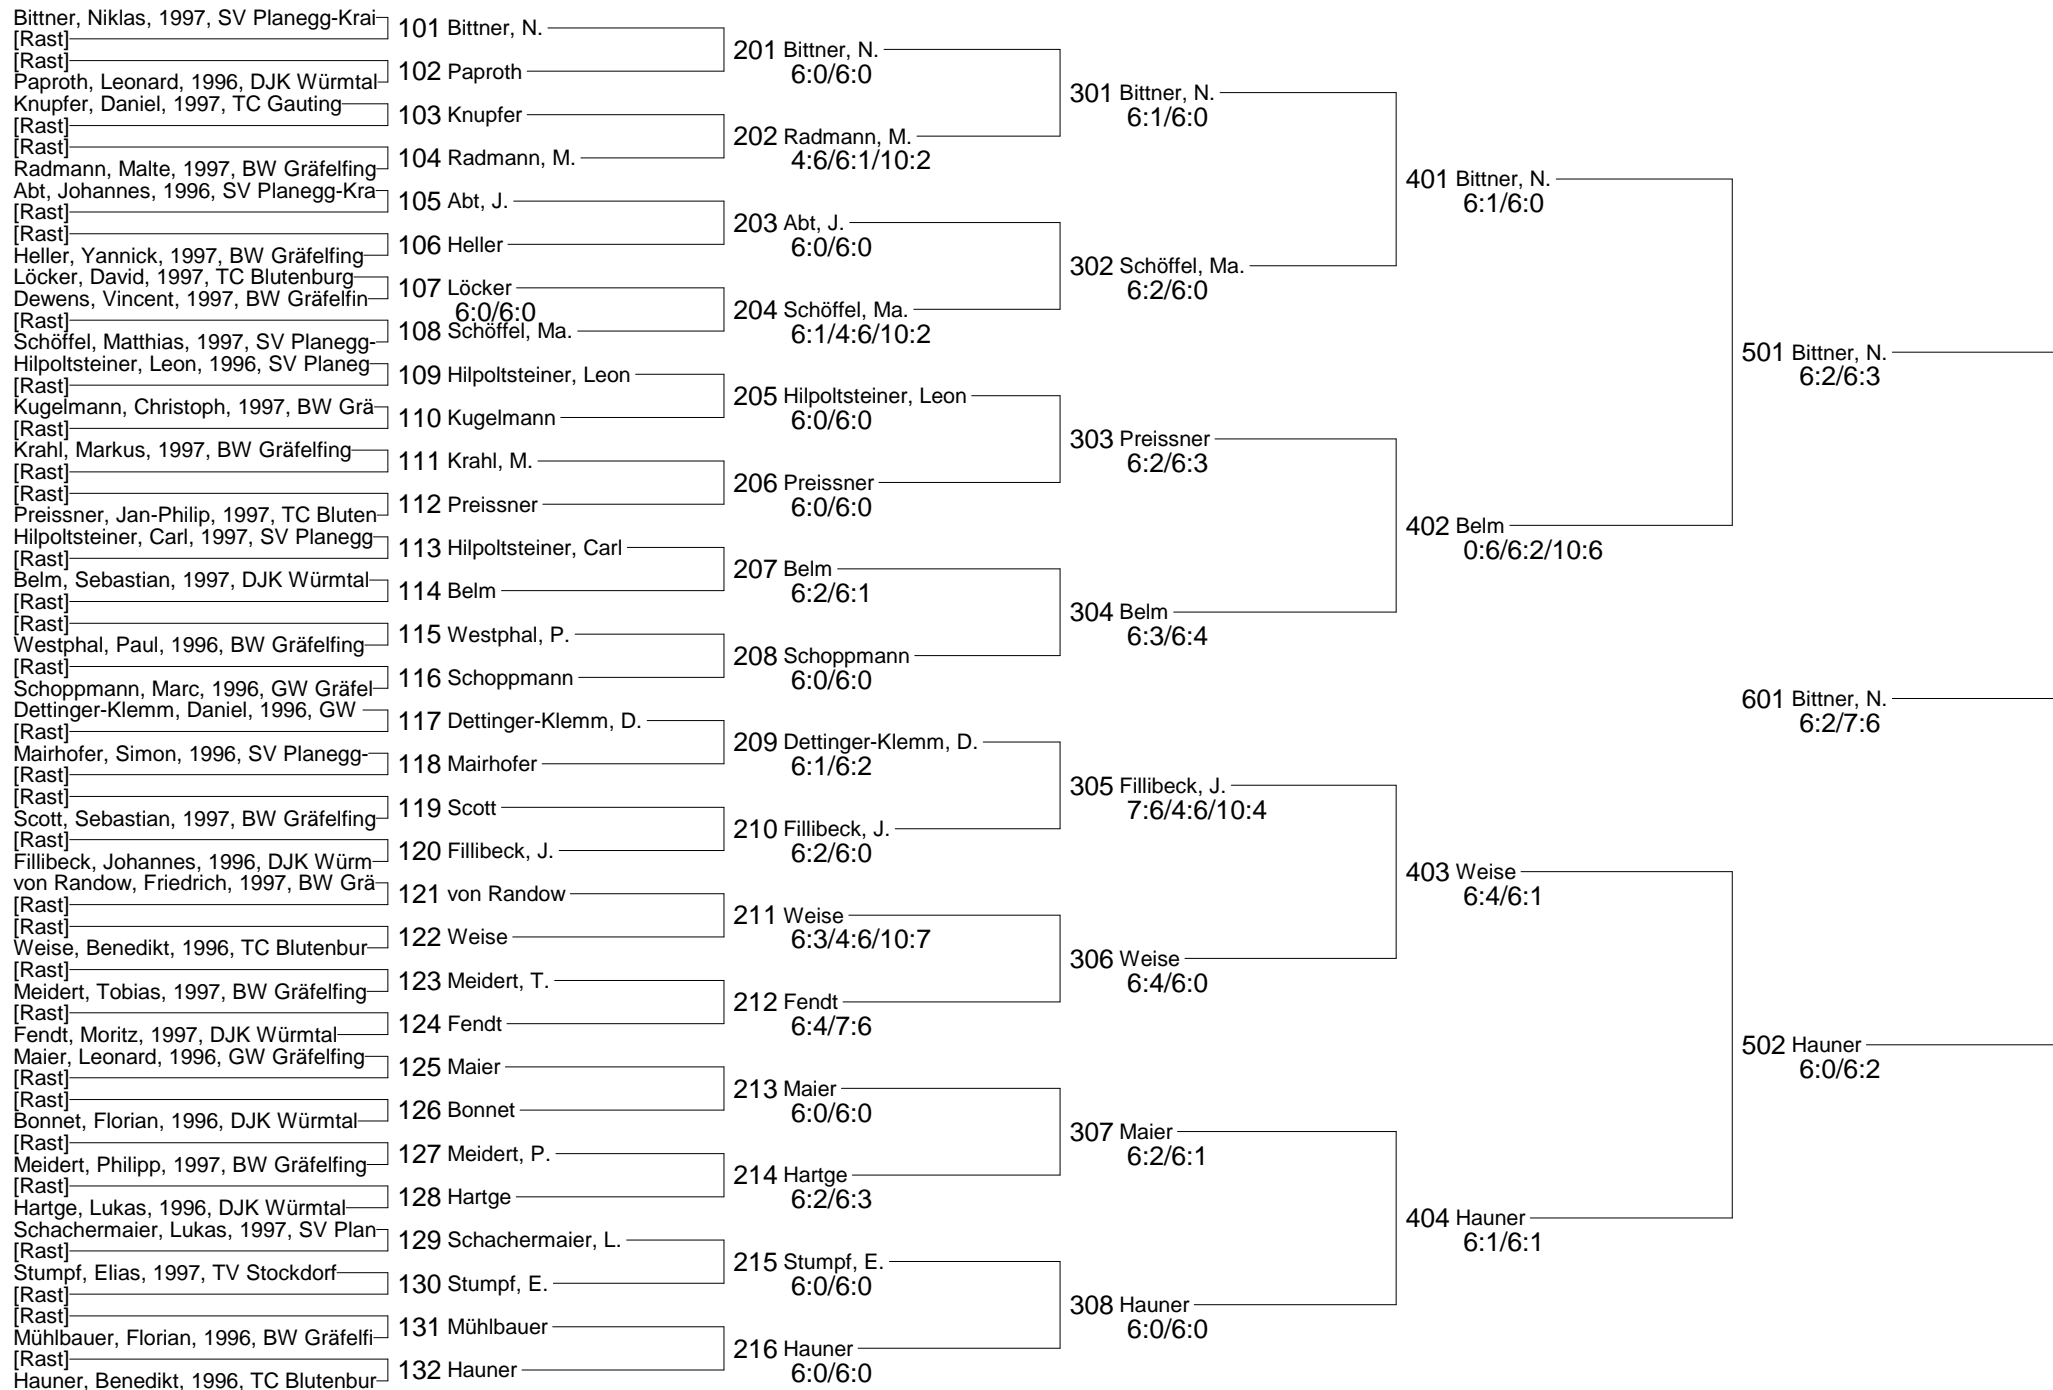 Bittner, Niklas, 1997, SV Planegg-Krai
[Rast]
[Rast]
Paproth, Leonard, 1996, DJK Würmtal
Knupfer, Daniel, 1997, TC Gauting
[Rast]
[Rast]
Radmann, Malte, 1997, BW Gräfelfing
Abt, Johannes, 1996, SV Planegg-Kra
[Rast]
[Rast]
Heller, Yannick, 1997, BW Gräfelfing
Löcker, David, 1997, TC Blutenburg
Dewens, Vincent, 1997, BW Gräfelfin
[Rast]
Schöffel, Matthias, 1997, SV Planegg-
Hilpoltsteiner, Leon, 1996, SV Planeg
[Rast]
Kugelmann, Christoph, 1997, BW Grä
[Rast]
Krahl, Markus, 1997, BW Gräfelfing
[Rast]
[Rast]
Preissner, Jan-Philip, 1997, TC Bluten
Hilpoltsteiner, Carl, 1997, SV Planegg
[Rast]
Belm, Sebastian, 1997, DJK Würmtal
[Rast]
[Rast]
Westphal, Paul, 1996, BW Gräfelfing
[Rast]
Schoppmann, Marc, 1996, GW Gräfel
Dettinger-Klemm, Daniel, 1996, GW
[Rast]
Mairhofer, Simon, 1996, SV Planegg-
[Rast]
[Rast]
Scott, Sebastian, 1997, BW Gräfelfing
[Rast]
Fillibeck, Johannes, 1996, DJK Würm
von Randow, Friedrich, 1997, BW Grä
[Rast]
[Rast]
Weise, Benedikt, 1996, TC Blutenbur
[Rast]
Meidert, Tobias, 1997, BW Gräfelfing
[Rast]
Fendt, Moritz, 1997, DJK Würmtal
Maier, Leonard, 1996, GW Gräfelfing
[Rast]
[Rast]
Bonnet, Florian, 1996, DJK Würmtal
[Rast]
Meidert, Philipp, 1997, BW Gräfelfing
[Rast]
Hartge, Lukas, 1996, DJK Würmtal
Schachermaier, Lukas, 1997, SV Plan
[Rast]
Stumpf, Elias, 1997, TV Stockdorf
[Rast]
[Rast]
Mühlbauer, Florian, 1996, BW Gräfelfi
[Rast]
Hauner, Benedikt, 1996, TC Blutenbur
101 Bittner, N.
102 Paproth
103 Knupfer
104 Radmann, M.
105 Abt, J.
106 Heller
107 Löcker
6:0/6:0
108 Schöffel, Ma.
109 Hilpoltsteiner, Leon
110 Kugelmann
111 Krahl, M.
112 Preissner
113 Hilpoltsteiner, Carl
114 Belm
115 Westphal, P.
116 Schoppmann
117 Dettinger-Klemm, D.
118 Mairhofer
119 Scott
120 Fillibeck, J.
121 von Randow
122 Weise
123 Meidert, T.
124 Fendt
125 Maier
126 Bonnet
127 Meidert, P.
128 Hartge
129 Schachermaier, L.
130 Stumpf, E.
131 Mühlbauer
132 Hauner
201 Bittner, N.
6:0/6:0
202 Radmann, M.
4:6/6:1/10:2
203 Abt, J.
6:0/6:0
204 Schöffel, Ma.
6:1/4:6/10:2
205 Hilpoltsteiner, Leon
6:0/6:0
206 Preissner
6:0/6:0
207 Belm
6:2/6:1
208 Schoppmann
6:0/6:0
209 Dettinger-Klemm, D.
6:1/6:2
210 Fillibeck, J.
6:2/6:0
211 Weise
6:3/4:6/10:7
212 Fendt
6:4/7:6
213 Maier
6:0/6:0
214 Hartge
6:2/6:3
215 Stumpf, E.
6:0/6:0
216 Hauner
6:0/6:0
301 Bittner, N.
6:1/6:0
302 Schöffel, Ma.
6:2/6:0
303 Preissner
6:2/6:3
304 Belm
6:3/6:4
305 Fillibeck, J.
7:6/4:6/10:4
306 Weise
6:4/6:0
307 Maier
6:2/6:1
308 Hauner
6:0/6:0
401 Bittner, N.
6:1/6:0
402 Belm
0:6/6:2/10:6
403 Weise
6:4/6:1
404 Hauner
6:1/6:1
501 Bittner, N.
6:2/6:3
601 Bittner, N.
6:2/7:6
502 Hauner
6:0/6:2